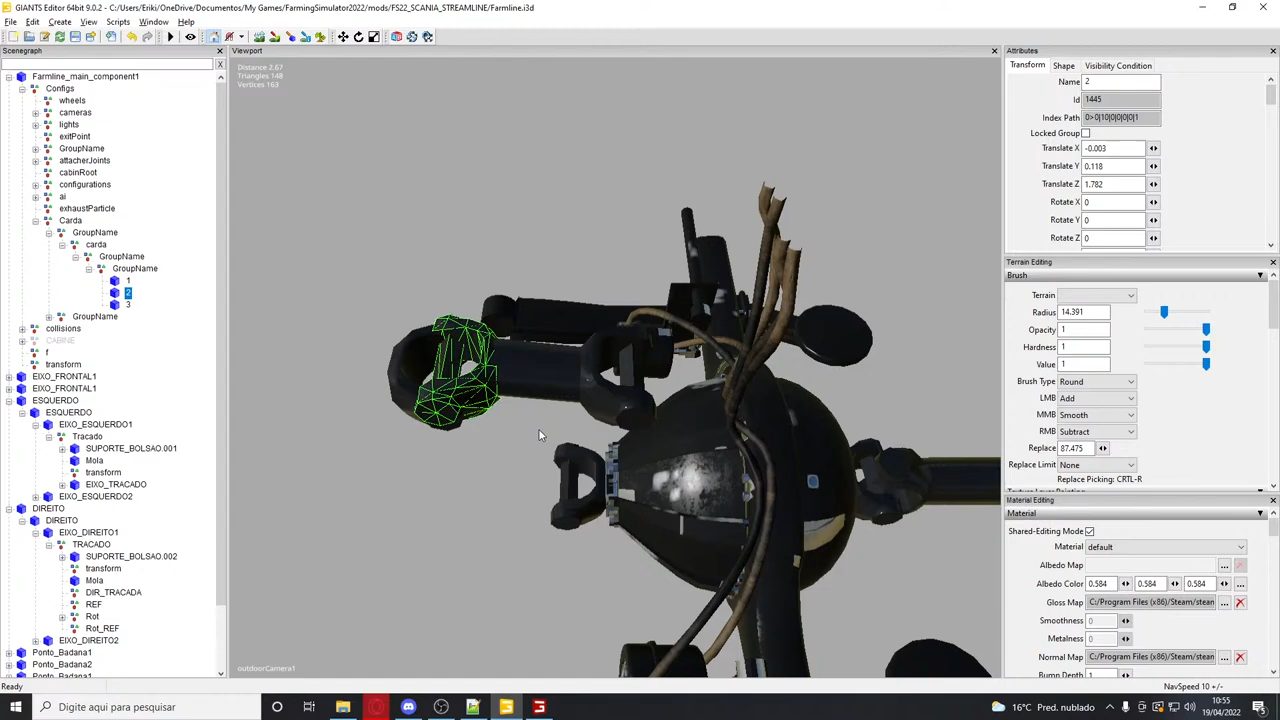 GIANTS Editor 64bit 9.0.2 - C:/Users/Eriki/OneDrive/Documentos/My Games/FarmingSimulator2022/mods/FS22_SCANIA_STREAMLINE/Farmline.i3d
File Edit Create View Scripts Window Help
Scenegraph
X
Farmline_main_component1
Configs
wheels
cameras
lights
exitPoint
GroupName
attacherJoints
cabinRoot
configurations
ai
exhaustParticle
Carda
GroupName
carda
GroupName
GroupName
1
2
3
GroupName
collisions
CABINE
f
transform
EIXO_FRONTAL1
EIXO_FRONTAL1
ESQUERDO
ESQUERDO
EIXO_ESQUERDO1
Tracado
SUPORTE_BOLSAO.001
Mola
transform
EIXO_TRACADO
EIXO_ESQUERDO2
DIREITO
DIREITO
EIXO_DIREITO1
TRACADO
SUPORTE_BOLSAO.002
transform
Mola
DIR_TRACADA
REF
Rot
Rot_REF
EIXO_DIREITO2
Ponto_Badana1
Ponto_Badana2
Ponto_Badana1
Viewport
Distance 2.67
Triangles 148
Vertices 163
outdoorCamera1
Attributes
Transform Shape Visibility Condition
Name 2
Id 1445
Index Path 0>0|10|0|0|0|0|1
Locked Group
Translate X -0.003
Translate Y 0.118
Translate Z 1.782
Rotate X 0
Rotate Y 0
Rotate Z 0
Terrain Editing
Brush
Terrain
Radius 14.391
Opacity 1
Hardness 1
Value 1
Brush Type Round
LMB Add
MMB Smooth
RMB Subtract
Replace 87.475
Replace Limit None
Replace Picking: CRTL-R
Material Editing
Material
Shared-Editing Mode
Material default
Albedo Map ...
Albedo Color 0.584 0.584 0.584 ...
Gloss Map C:/Program Files (x86)/Steam/stean ...
Smoothness 0
Metalness 0
Normal Map C:/Program Files (x86)/Steam/stean ...
Bump Depth 1
Ready
NavSpeed 10 +/-
Digite aqui para pesquisar
16°C Pred. nublado
10:55
19/04/2022